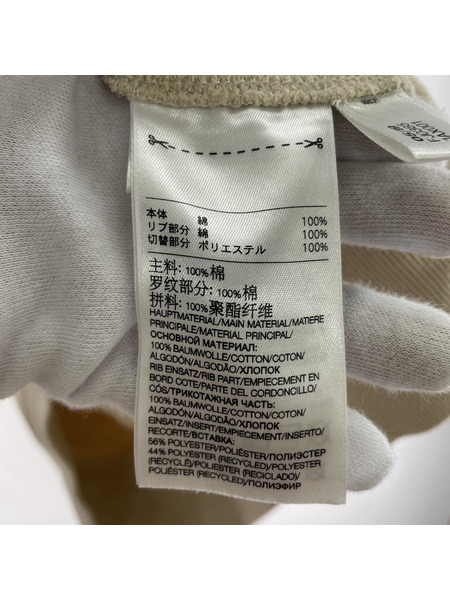 本体 綿 100%
リブ部分 綿 100%
切替部分 ポリエステル 100%
主料: 100%棉
罗纹部分: 100%棉
拼料: 100%聚酯纤维
HAUPTMATERIAL/MAIN MATERIAL/MATIERE
PRINCIPALE/MATERIAL PRINCIPAL/
ОСНОВНОЙ МАТЕРИАЛ:
100% BAUMWOLLE/COTTON/COTON/
ALGODÓN/ALGODÃO/ХЛОПОК
RIB EINSATZ/RIB PART/EMPIECEMENT EN
BORD COTE/PARTE DEL CORDONCILLO/
CÓS/ТРИКОТАЖНАЯ ЧАСТЬ:
100% BAUMWOLLE/COTTON/COTON/
ALGODÓN/ALGODÃO/ХЛОПОК
EINSATZ/INSERT/EMPIECEMENT/INSERTO/
RECORTE/ВСТАВКА:
56% POLYESTER/POLIÉSTER/ПОЛИЭСТЕР
44% POLYESTER (RECYCLED)/POLYESTER
(RECYCLÉ)/POLIÉSTER (RECICLADO)/
POLIÉSTER (RECYCLED)/ПОЛИЭФИР